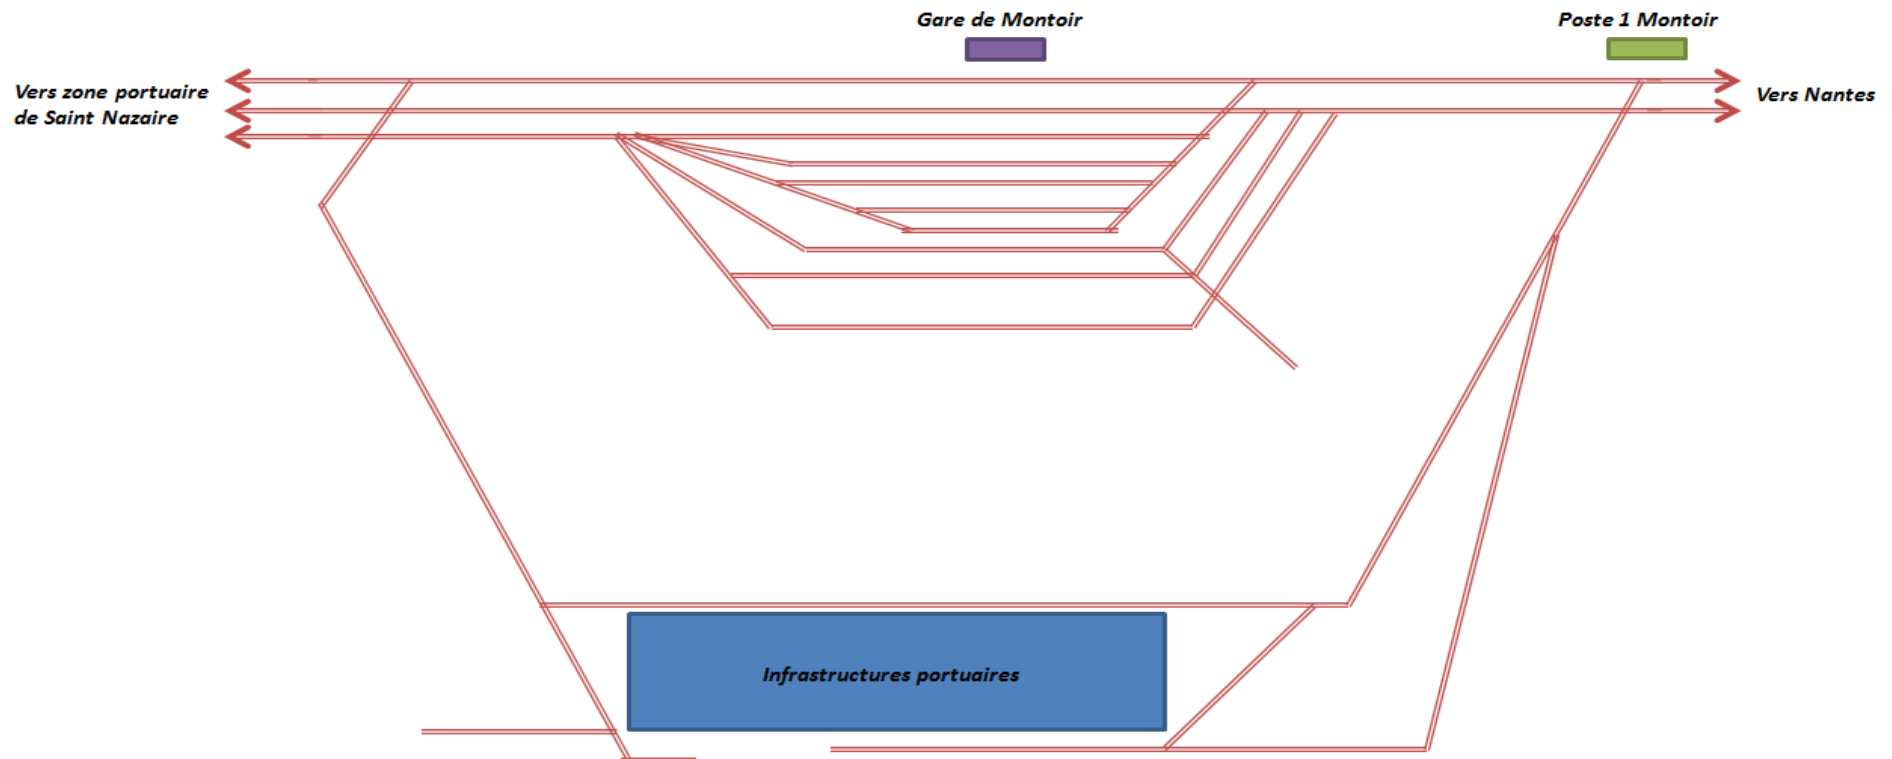 Gare de Montoir
Poste 1 Montoir
Vers zone portuaire
de Saint Nazaire
Vers Nantes
Infrastructures portuaires